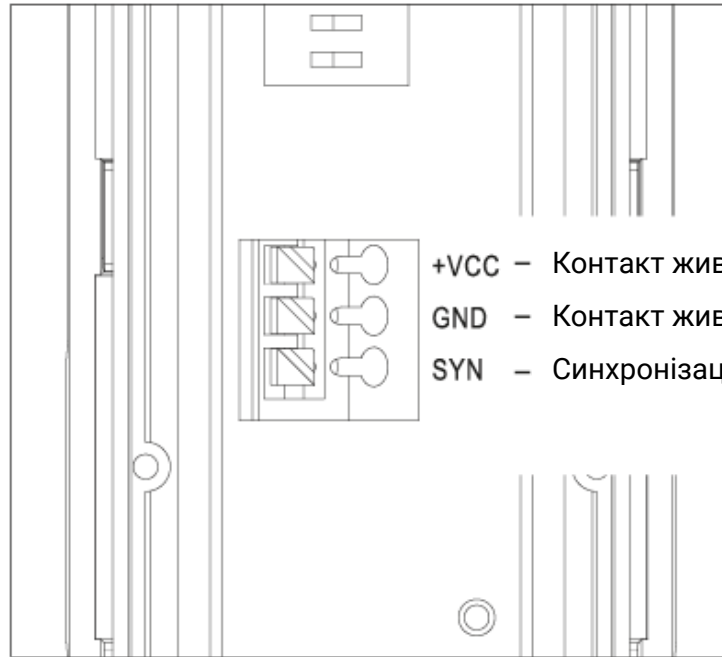 +VCC – Контакт жив
GND – Контакт жив
SYN – Синхронізац